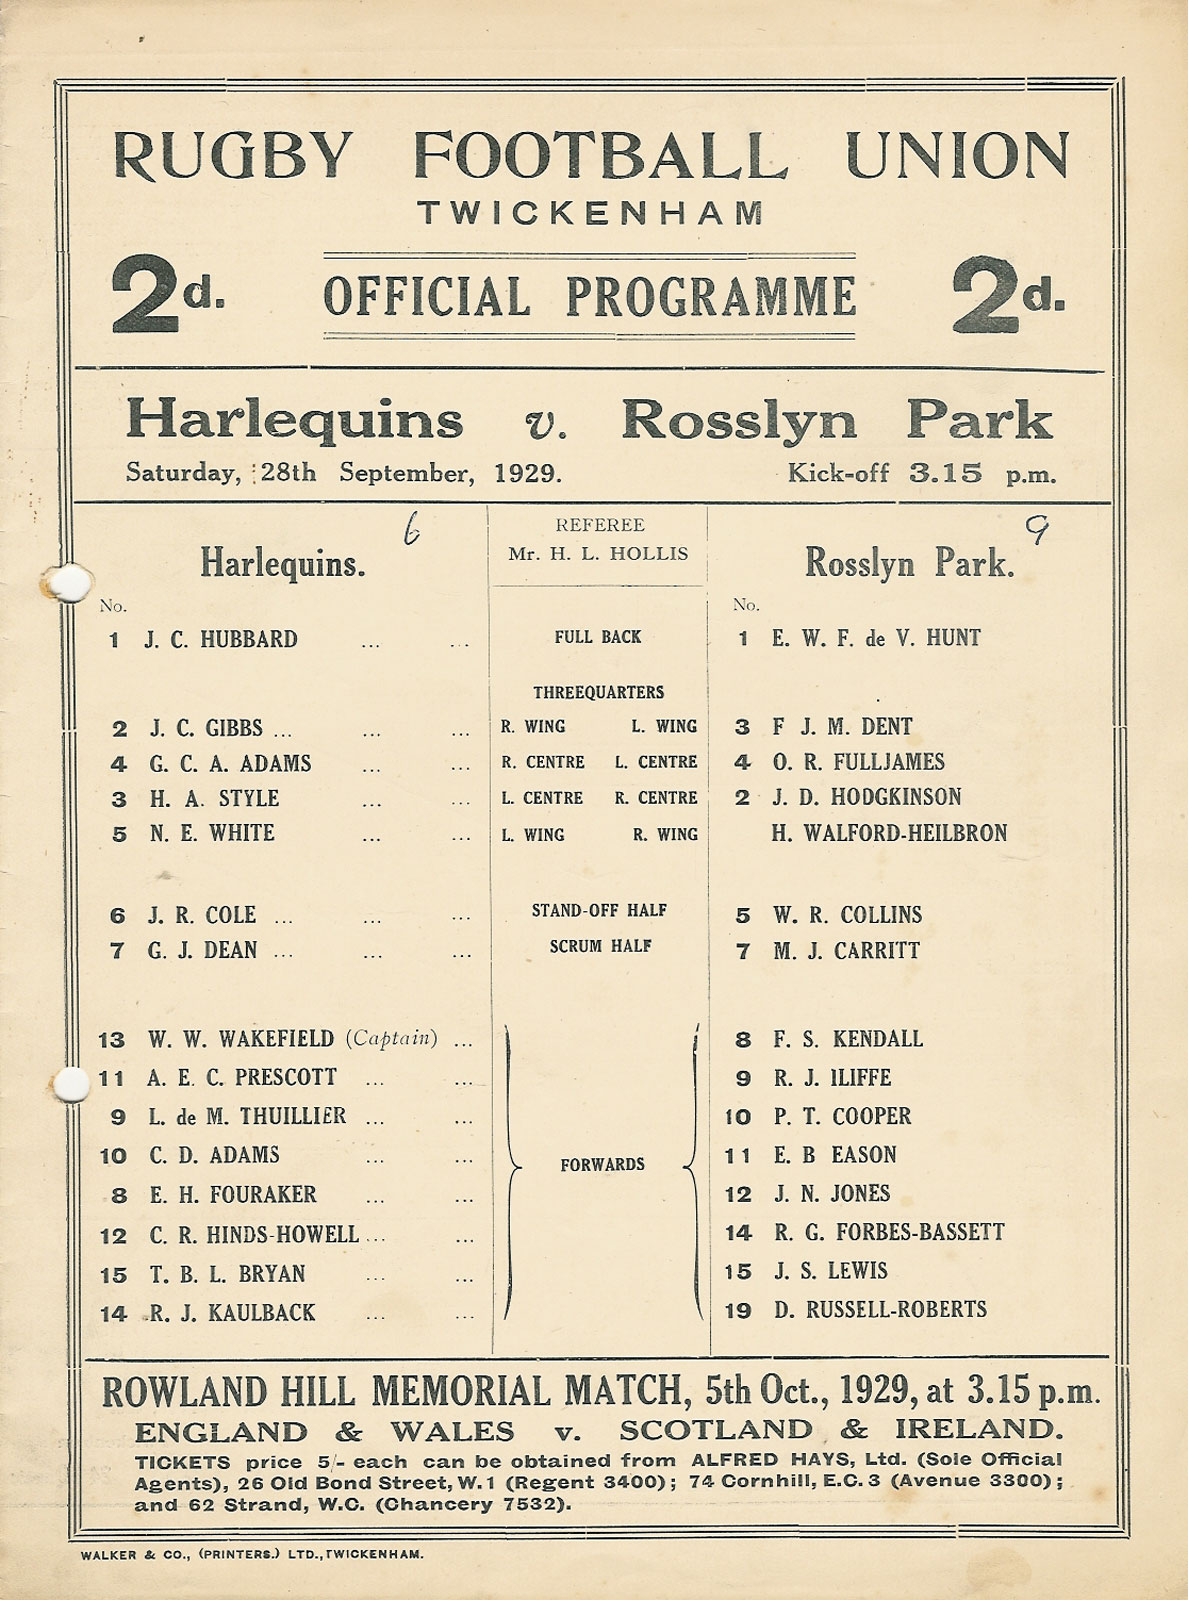 RUGBY FOOTBALL UNION
TWICKENHAM
2d. OFFICIAL PROGRAMME 2d.
Harlequins v. Rosslyn Park
Saturday, 28th September, 1929. Kick-off 3.15 p.m.
6 REFEREE 9
Harlequins. Mr. H. L. HOLLIS Rosslyn Park.
No. No.
1 J. C. HUBBARD ... ... FULL BACK 1 E. W. F. de V. HUNT
THREEQUARTERS
2 J. C. GIBBS ... ... ... R. WING L. WING 3 F J. M. DENT
4 G. C. A. ADAMS ... ... R. CENTRE L. CENTRE 4 O. R. FULLJAMES
3 H. A. STYLE ... ... L. CENTRE R. CENTRE 2 J. D. HODGKINSON
5 N. E. WHITE ... ... L. WING R. WING H. WALFORD-HEILBRON
6 J. R. COLE ... ... ... STAND-OFF HALF 5 W. R. COLLINS
7 G. J. DEAN ... ... ... SCRUM HALF 7 M. J. CARRITT
13 W. W. WAKEFIELD (Captain) ... 8 F. S. KENDALL
11 A. E. C. PRESCOTT ... ... 9 R. J. ILIFFE
9 L. de M. THUILLIER ... ... 10 P. T. COOPER
10 C. D. ADAMS ... ... FORWARDS 11 E. B EASON
8 E. H. FOURAKER ... ... 12 J. N. JONES
12 C. R. HINDS-HOWELL ... ... 14 R. G. FORBES-BASSETT
15 T. B. L. BRYAN ... ... 15 J. S. LEWIS
14 R. J. KAULBACK ... ... 19 D. RUSSELL-ROBERTS
ROWLAND HILL MEMORIAL MATCH, 5th Oct., 1929, at 3.15 p.m.
ENGLAND & WALES v. SCOTLAND & IRELAND.
TICKETS price 5/- each can be obtained from ALFRED HAYS, Ltd. (Sole Official
Agents), 26 Old Bond Street, W.1 (Regent 3400); 74 Cornhill, E.C.3 (Avenue 3300);
and 62 Strand, W.C. (Chancery 7532).
WALKER & CO., (PRINTERS.) LTD., TWICKENHAM.